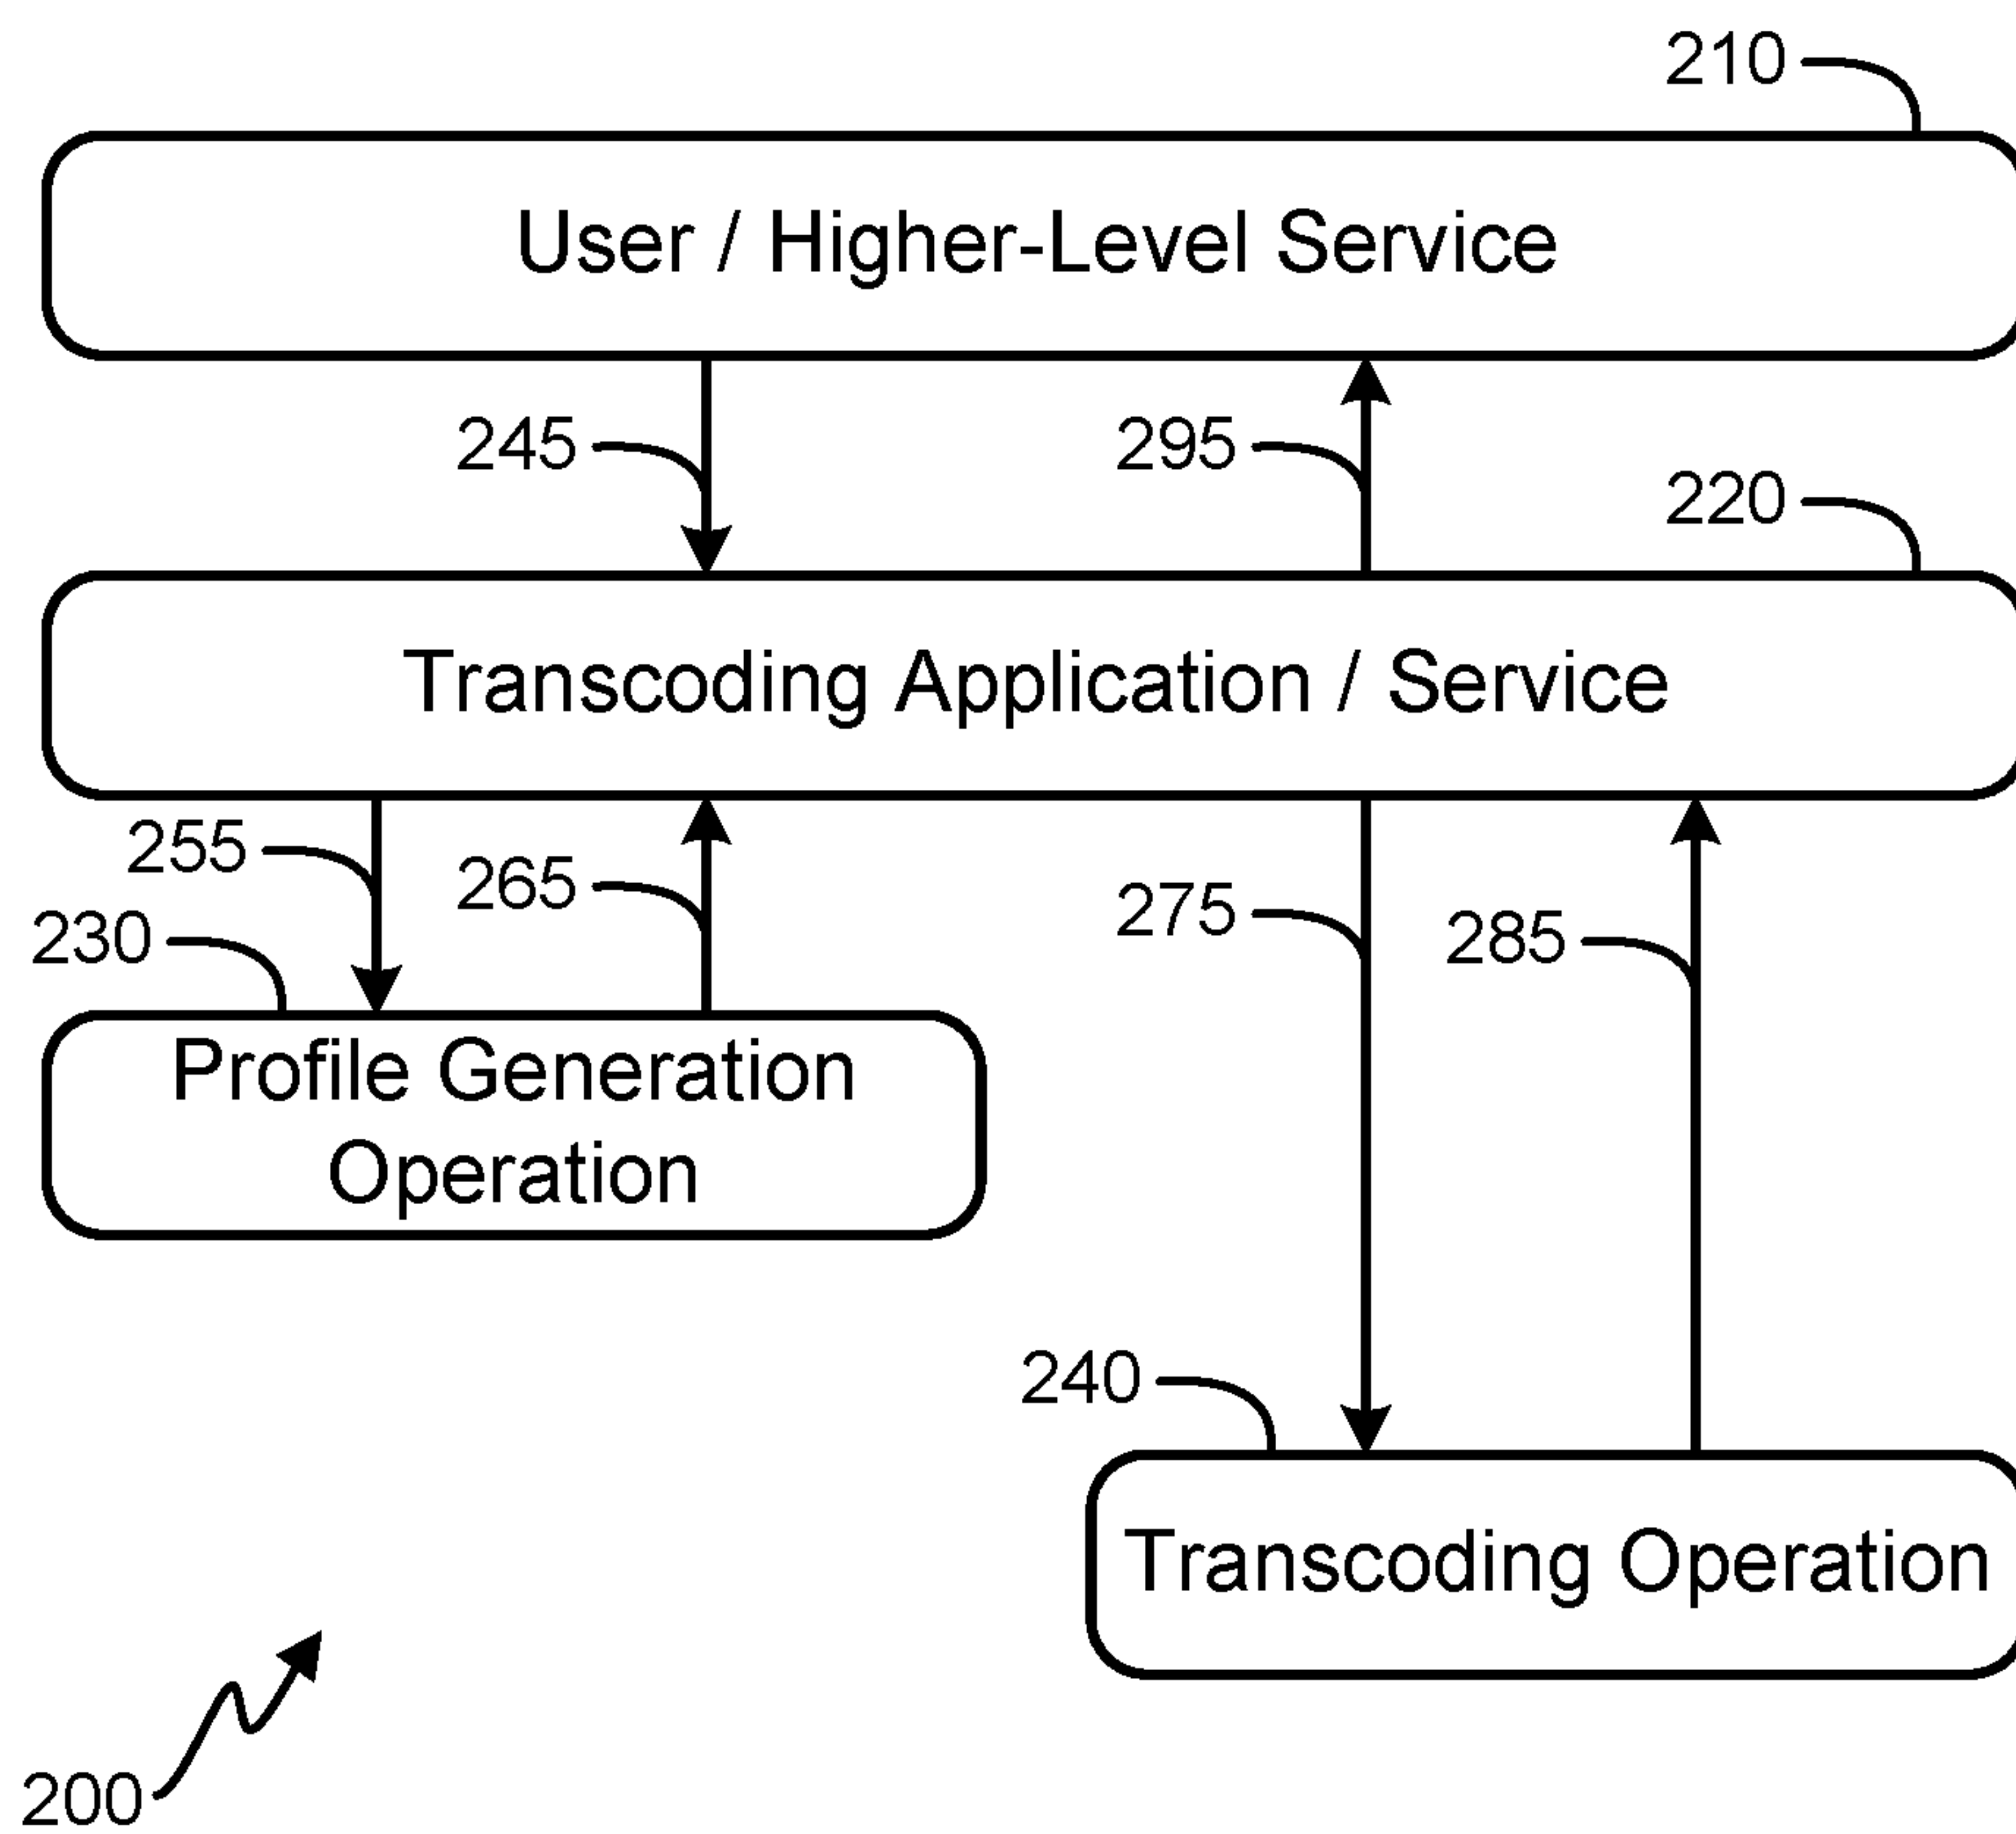 210
User / Higher-Level Service
245
295
220
Transcoding Application / Service
255
265
230
275
285
Profile Generation
Operation
240
Transcoding Operation
200